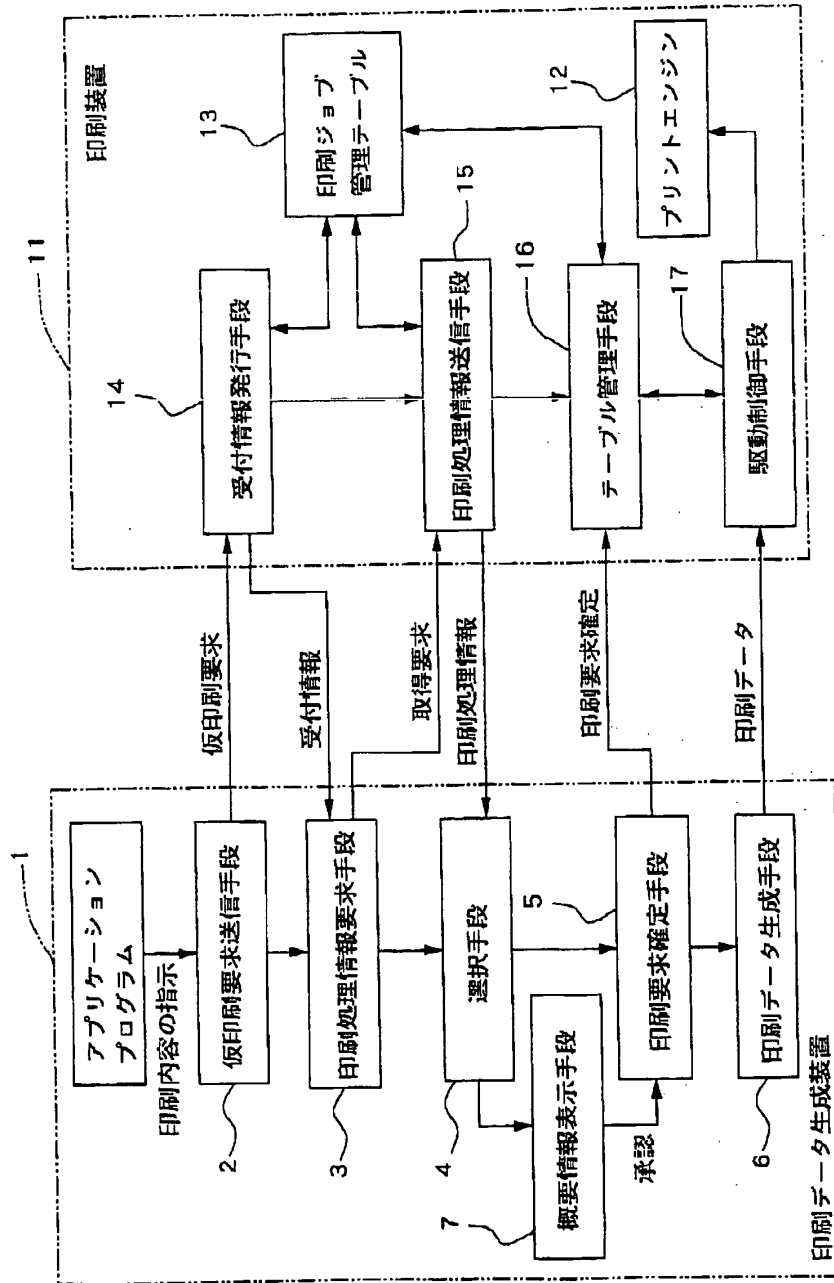 1
アプリケーション
プログラム
印刷内容の指示
仮印刷要求送信手段
2
印刷処理情報要求手段
3
選択手段
4
概要情報表示手段
7
承認
印刷要求確定手段
5
印刷データ生成手段
6
印刷データ生成装置
仮印刷要求
受付情報
取得要求
印刷処理情報
印刷要求確定
印刷データ
11
印刷装置
受付情報発行手段
14
印刷ジョブ
管理テーブル
13
印刷処理情報送信手段
15
テーブル管理手段
16
駆動制御手段
17
プリントエンジン
12